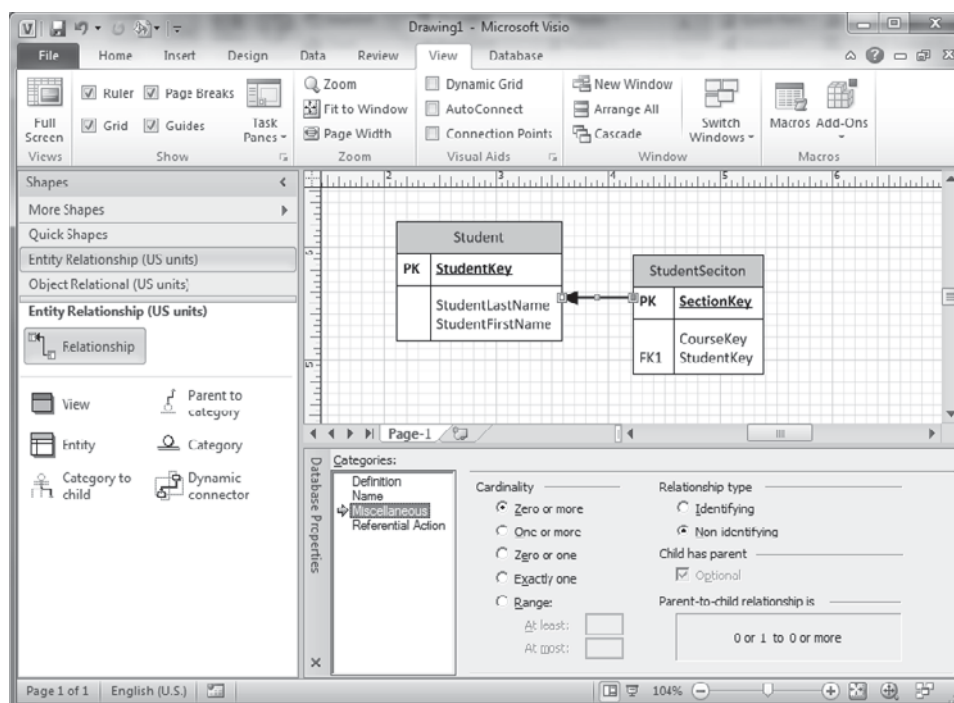 Drawing1 - Microsoft Visio
File Home Insert Design Data Review View Database
Full Screen
Views
Ruler Page Breaks
Grid Guides
Task Panes
Show
Zoom
Fit to Window
Page Width
Zoom
Dynamic Grid
AutoConnect
Connection Points
Visual Aids
New Window
Arrange All
Cascade
Switch Windows
Window
Macros Add-Ons
Macros
Shapes
More Shapes
Quick Shapes
Entity Relationship (US units)
Object Relational (US units)
Entity Relationship (US units)
Relationship
View
Parent to category
Entity
Category
Category to child
Dynamic connector
2 3 4 5 6
Student
PK StudentKey
StudentLastName
StudentFirstName
StudentSeciton
PK SectionKey
CourseKey
FK1 StudentKey
Page-1
Database Properties
Categories:
Definition
Name
Miscellaneous
Referential Action
Cardinality
Zero or more
One or more
Zero or one
Exactly one
Range:
At least:
At most:
Relationship type
Identifying
Non identifying
Child has parent
Optional
Parent-to-child relationship is
0 or 1 to 0 or more
Page 1 of 1 English (U.S.) 104%